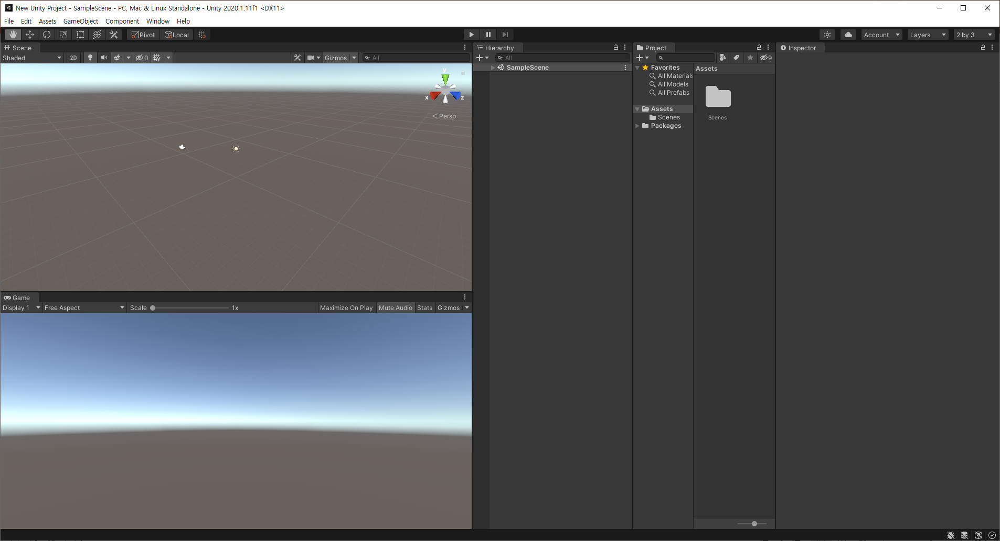 New Unity Project - SampleScene - PC, Mac & Linux Standalone - Unity 2020.1.11f1 <DX11>
File Edit Assets GameObject Component Window Help
Pivot Local Account Layers 2 by 3
Scene
Shaded 2D 0 Gizmos All
y
x z
Persp
Game
Display 1 Free Aspect Scale 1x Maximize On Play Mute Audio Stats Gizmos
Hierarchy
All
SampleScene
Project
9
Favorites
All Materials
All Models
All Prefabs
Assets
Scenes
Packages
Assets
Scenes
Inspector